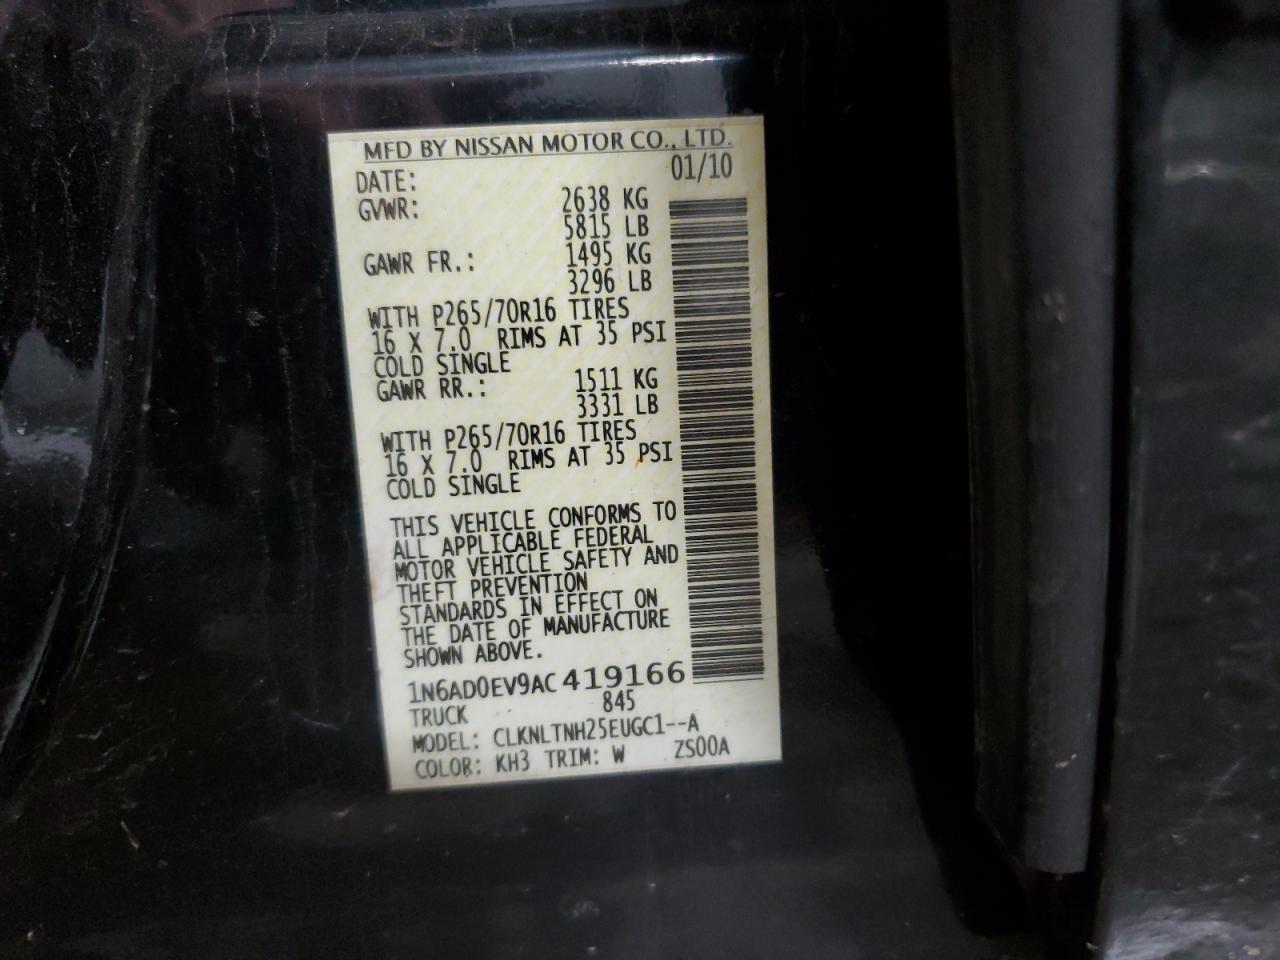 MFD BY NISSAN MOTOR CO., LTD.
DATE: 01/10
GVWR: 2638 KG
5815 LB
GAWR FR.: 1495 KG
3296 LB
WITH P265/70R16 TIRES
16 X 7.0 RIMS AT 35 PSI
COLD SINGLE
GAWR RR.: 1511 KG
3331 LB
WITH P265/70R16 TIRES
16 X 7.0 RIMS AT 35 PSI
COLD SINGLE
THIS VEHICLE CONFORMS TO
ALL APPLICABLE FEDERAL
MOTOR VEHICLE SAFETY AND
THEFT PREVENTION
STANDARDS IN EFFECT ON
THE DATE OF MANUFACTURE
SHOWN ABOVE.
1N6AD0EV9AC419166
TRUCK 845
MODEL: CLKNLTNH25EUGC1--A
COLOR: KH3 TRIM: W ZS00A